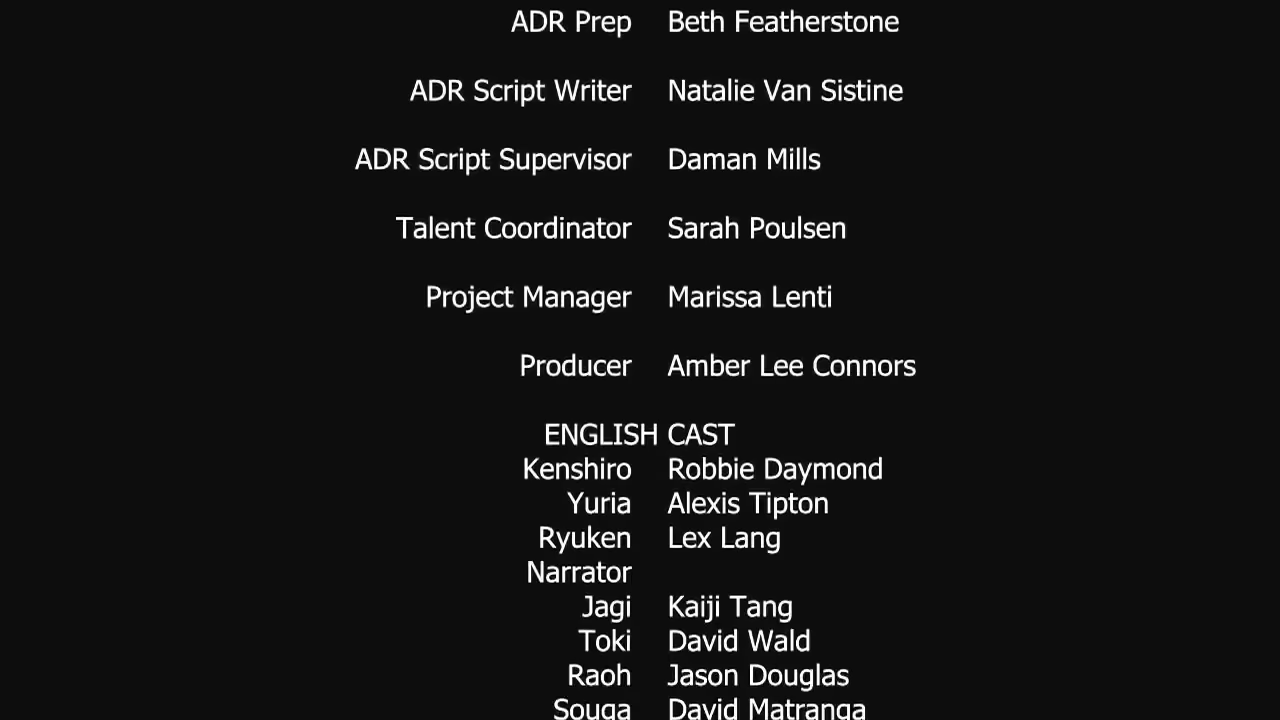 ADR Prep Beth Featherstone
ADR Script Writer Natalie Van Sistine
ADR Script Supervisor Daman Mills
Talent Coordinator Sarah Poulsen
Project Manager Marissa Lenti
Producer Amber Lee Connors
ENGLISH CAST
Kenshiro Robbie Daymond
Yuria Alexis Tipton
Ryuken Lex Lang
Narrator
Jagi Kaiji Tang
Toki David Wald
Raoh Jason Douglas
Souga David Matranga